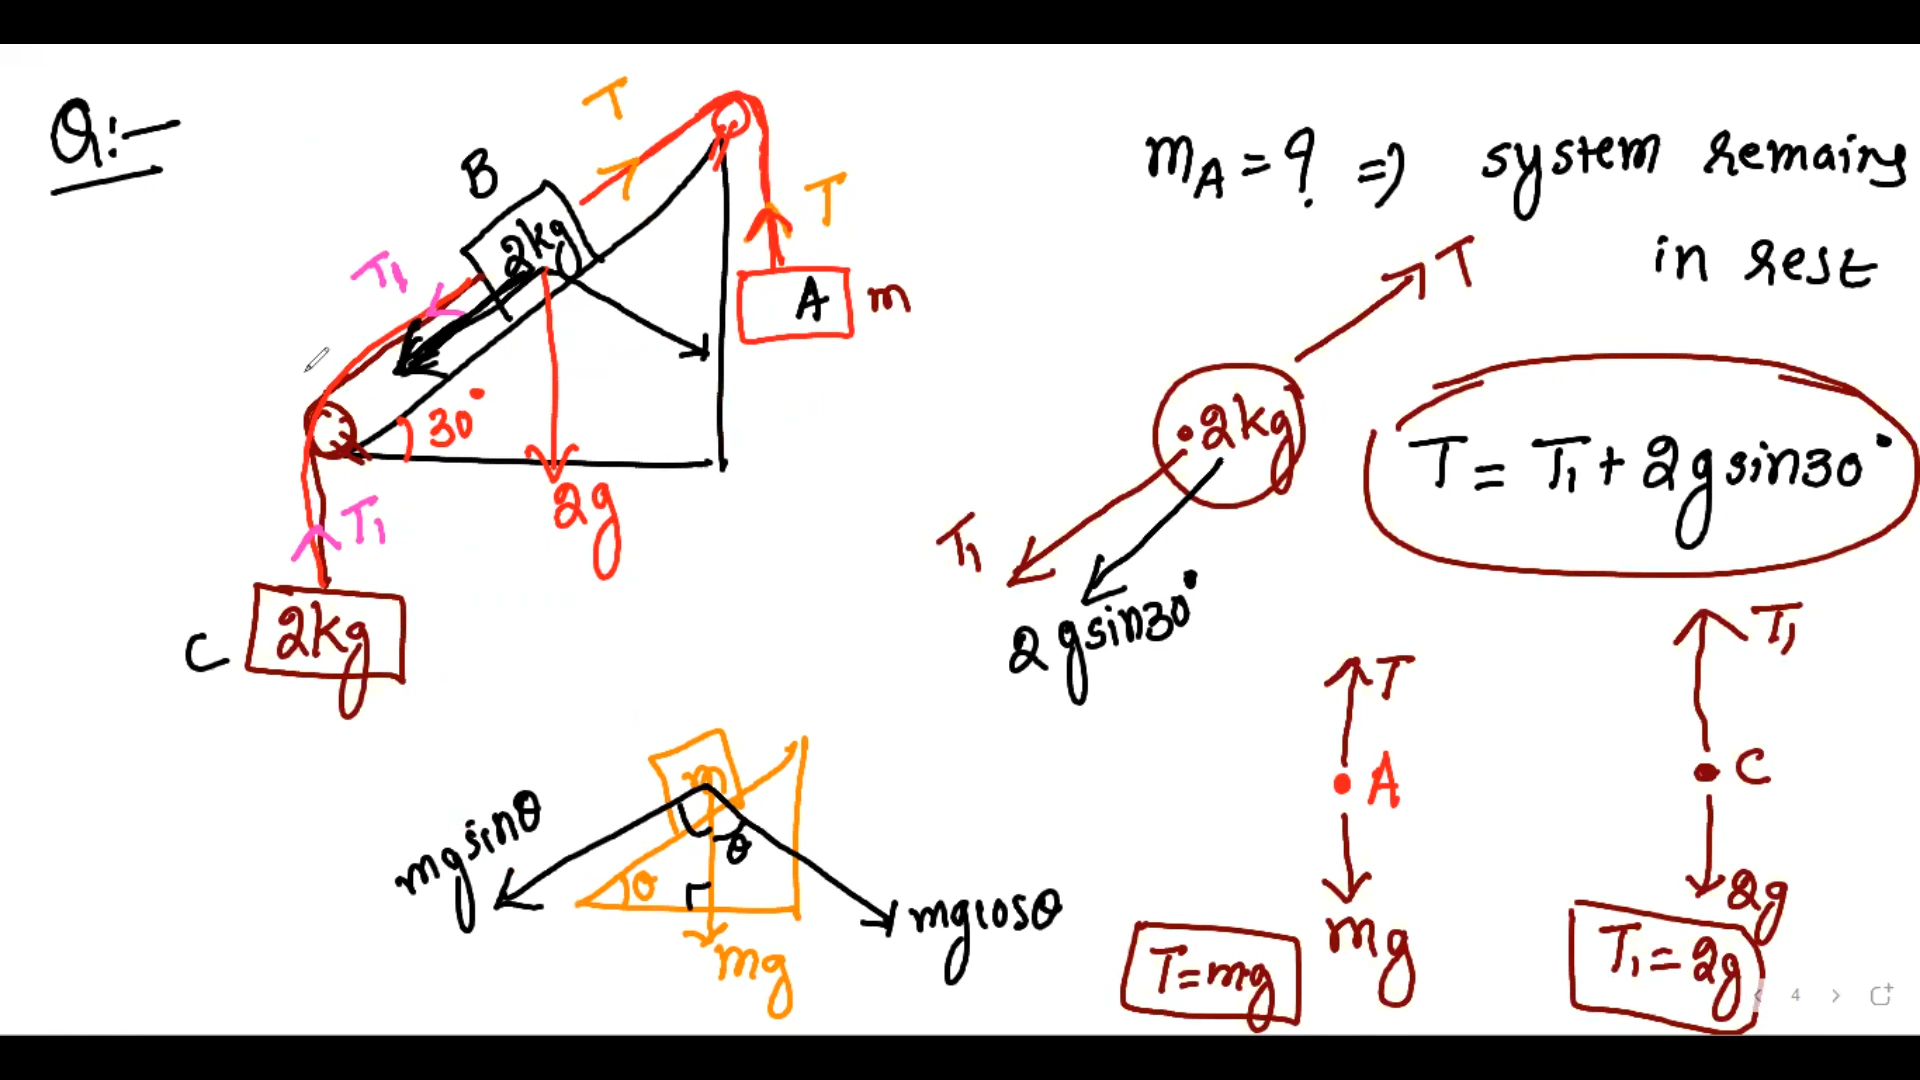 Q:-
T
B
2kg
T
T1
A
m
30°
2g
T1
C
2kg
mA = ? => system remains
in rest
T
2kg
T1
2gsin30°
T = T1 + 2gsin30°
T
A
mg
T=mg
T1
C
2g
T1=2g
m
mgsinθ
θ
θ
mgcosθ
mg
4